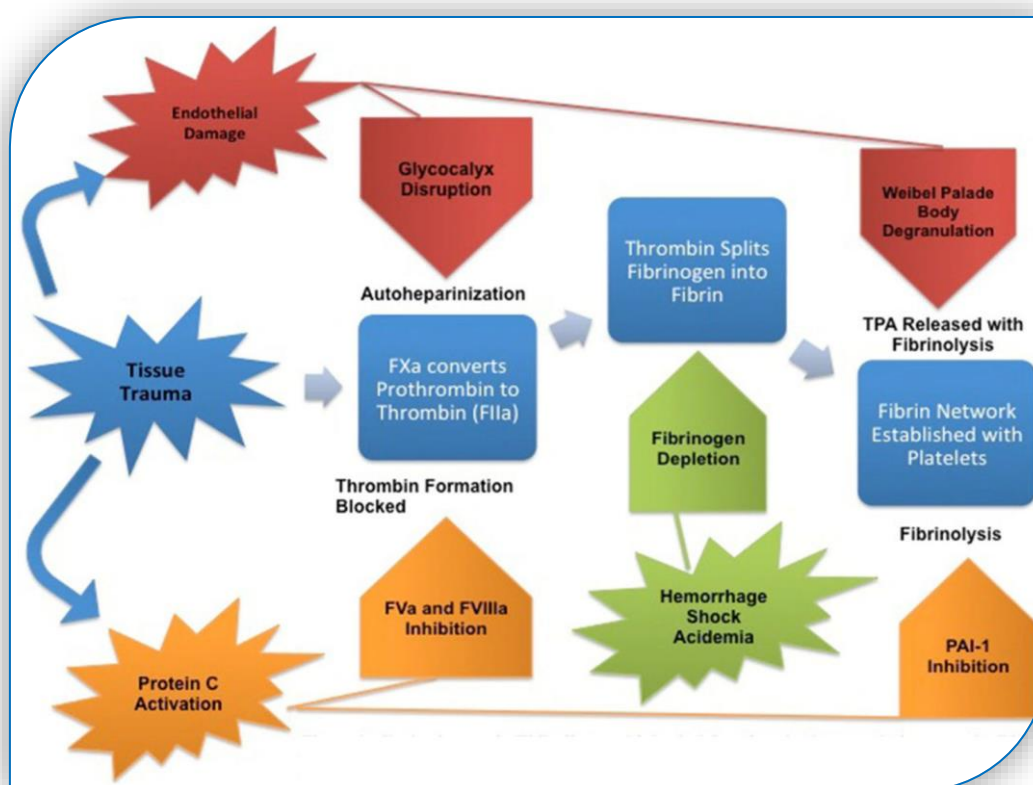 Endothelial
Damage
Glycocalyx
Disruption
Weibel Palade
Body
Degranulation
Thrombin Splits
Fibrinogen into
Fibrin
Autoheparinization
TPA Released with
Fibrinolysis
Tissue
Trauma
FXa converts
Prothrombin to
Thrombin (FIIa)
Fibrinogen
Depletion
Fibrin Network
Established with
Platelets
Thrombin Formation
Blocked
Fibrinolysis
FVa and FVIIIa
Inhibition
Hemorrhage
Shock
Acidemia
PAI-1
Inhibition
Protein C
Activation